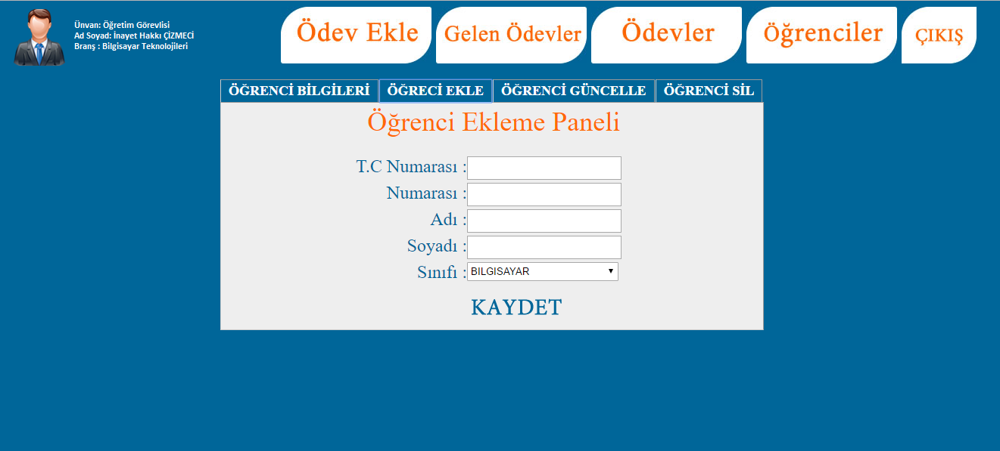 Ünvan: Öğretim Görevlisi
Ad Soyad: İnayet Hakkı ÇİZMECİ
Branş : Bilgisayar Teknolojileri
Ödev Ekle
Gelen Ödevler
Ödevler
Öğrenciler
ÇIKIŞ
ÖĞRENCİ BİLGİLERİ
ÖĞRECİ EKLE
ÖĞRENCİ GÜNCELLE
ÖĞRENCİ SİL
Öğrenci Ekleme Paneli
T.C Numarası :
Numarası :
Adı :
Soyadı :
Sınıfı :
BILGISAYAR
KAYDET